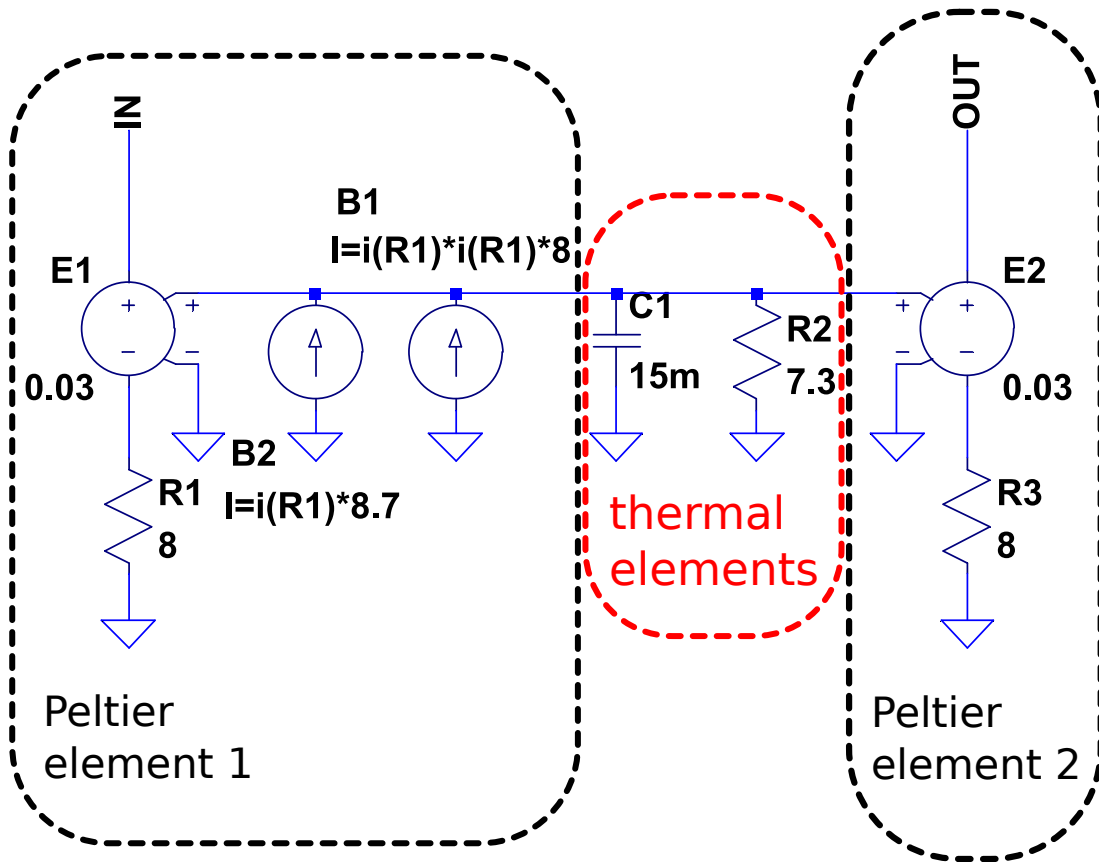 IN
OUT
B1
I=i(R1)*i(R1)*8
E1
+
+
−
−
0.03
C1
15m
R2
7.3
E2
+
+
−
−
0.03
B2
I=i(R1)*8.7
R1
8
R3
8
thermal
elements
Peltier
element 1
Peltier
element 2